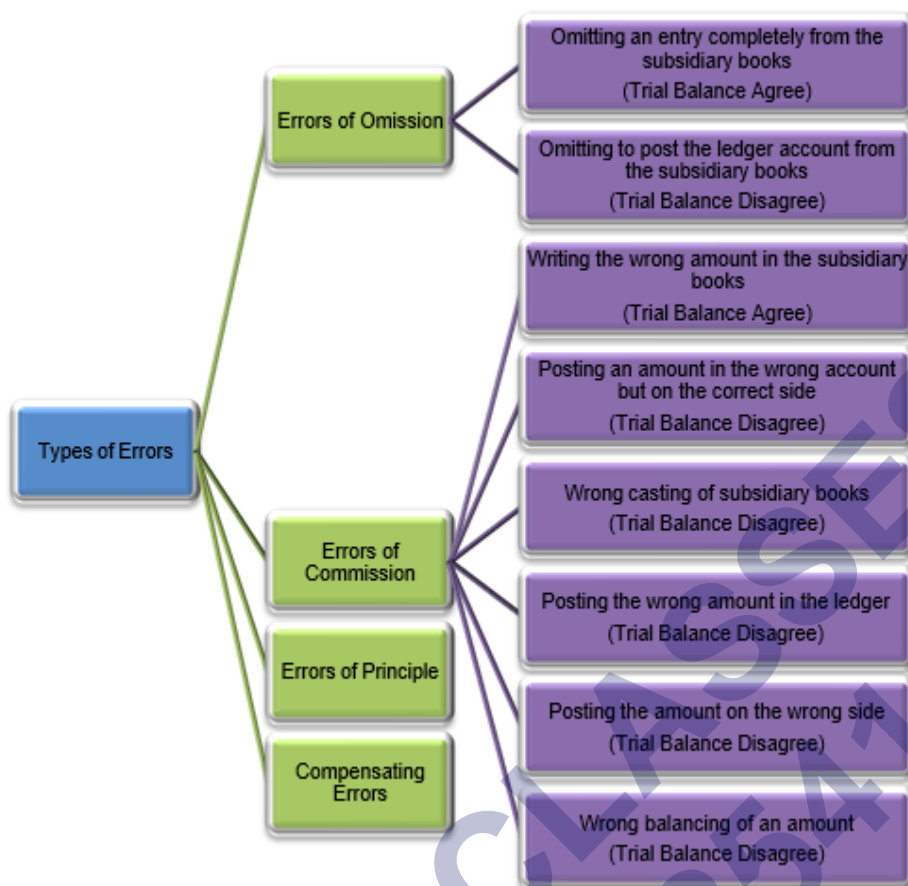 Omitting an entry completely from the
subsidiary books
(Trial Balance Agree)
Errors of Omission
Omitting to post the ledger account from
the subsidiary books
(Trial Balance Disagree)
Writing the wrong amount in the subsidiary
books
(Trial Balance Agree)
Posting an amount in the wrong account
but on the correct side
(Trial Balance Disagree)
Types of Errors
Wrong casting of subsidiary books
(Trial Balance Disagree)
Errors of
Commission
Posting the wrong amount in the ledger
(Trial Balance Disagree)
Errors of Principle
Posting the amount on the wrong side
(Trial Balance Disagree)
Compensating
Errors
Wrong balancing of an amount
(Trial Balance Disagree)
CLASSES